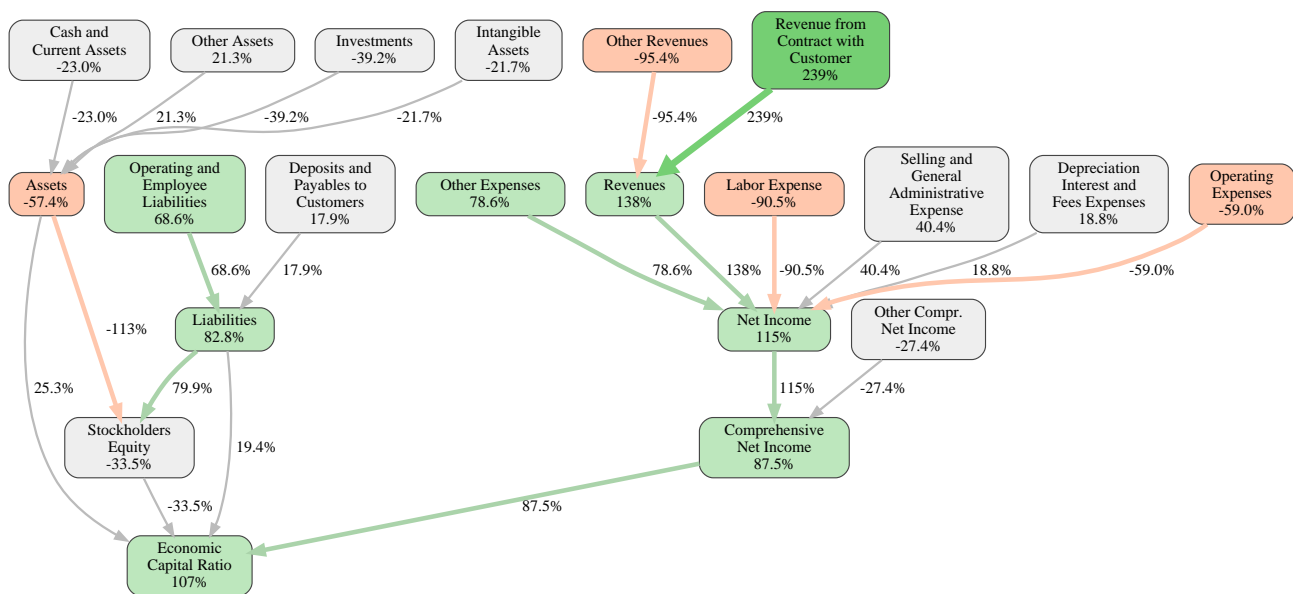 Cash and
Current Assets
-23.0%
Other Assets
21.3%
Investments
-39.2%
Intangible
Assets
-21.7%
Other Revenues
-95.4%
Revenue from
Contract with
Customer
239%
-23.0%
21.3%
-39.2%
-21.7%
-95.4%
239%
Assets
-57.4%
Operating and
Employee
Liabilities
68.6%
Deposits and
Payables to
Customers
17.9%
Other Expenses
78.6%
Revenues
138%
Labor Expense
-90.5%
Selling and
General
Administrative
Expense
40.4%
Depreciation
Interest and
Fees Expenses
18.8%
Operating
Expenses
-59.0%
68.6%
17.9%
78.6%
138%
-90.5%
40.4%
18.8%
-59.0%
-113%
Liabilities
82.8%
Net Income
115%
Other Compr.
Net Income
-27.4%
25.3%
79.9%
115%
-27.4%
Stockholders
Equity
-33.5%
19.4%
Comprehensive
Net Income
87.5%
-33.5%
87.5%
Economic
Capital Ratio
107%